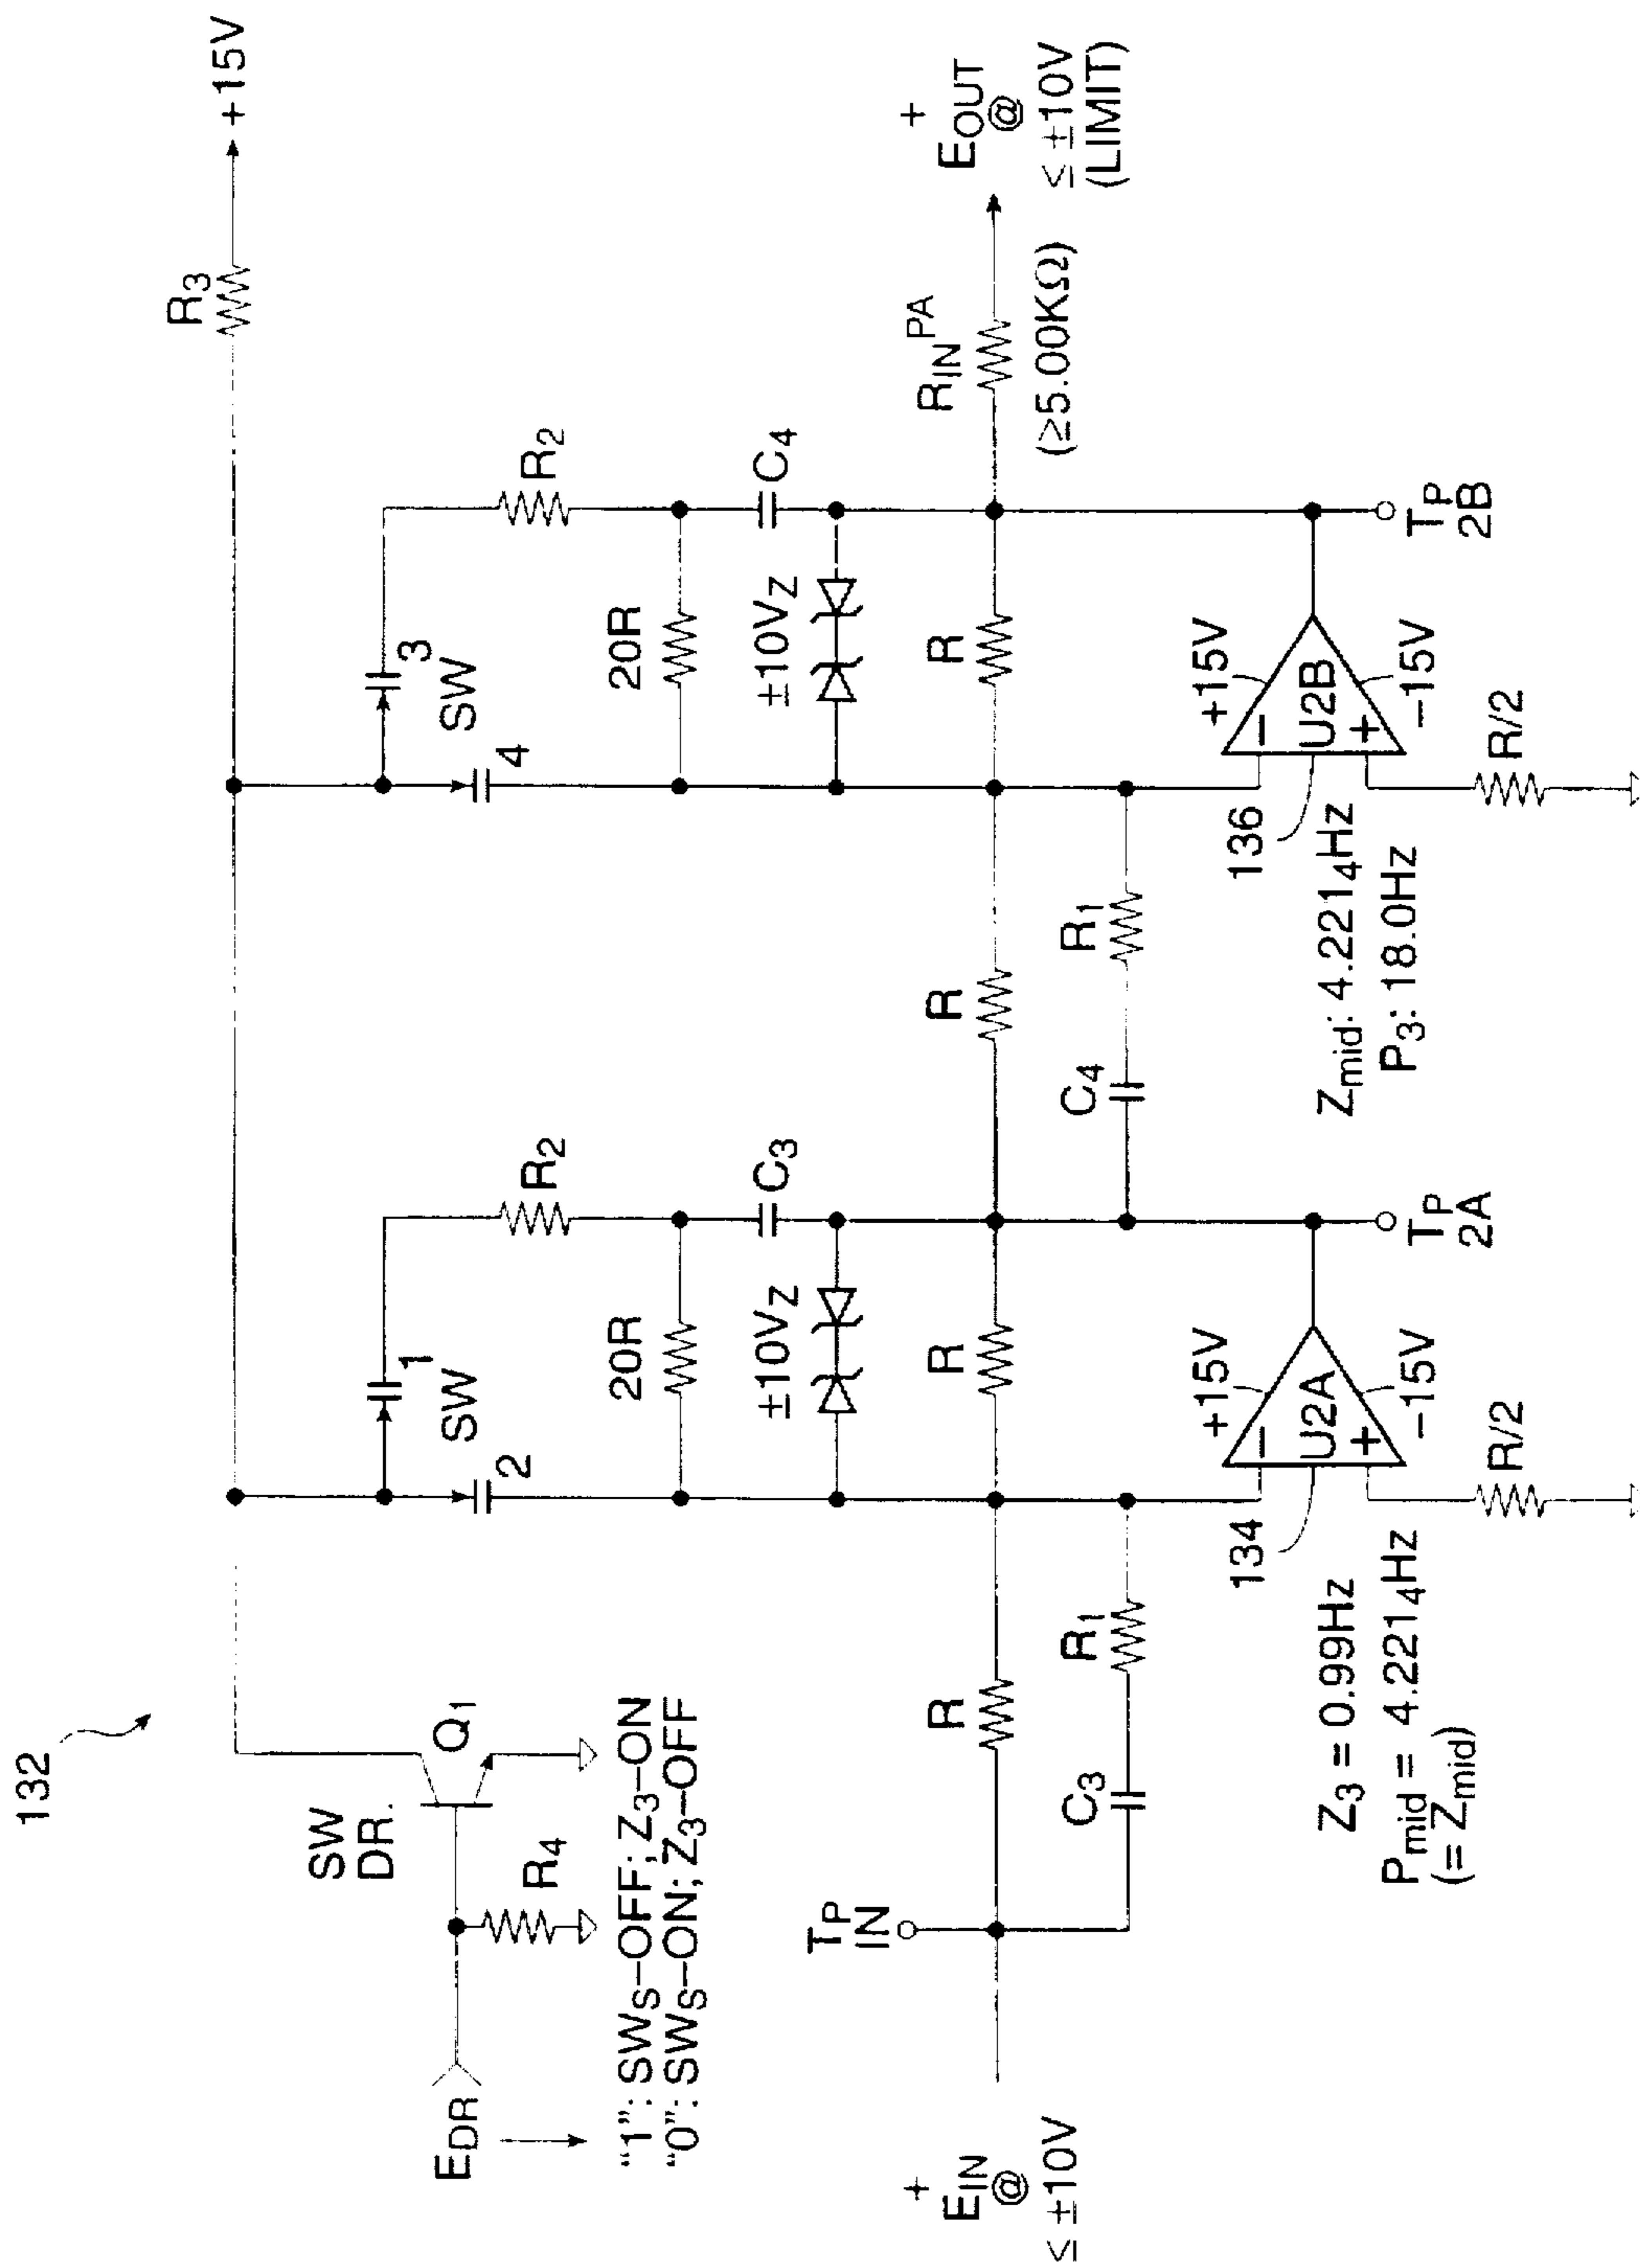 132
SW
DR.
Q1
R4
EDR
"1": SWS–OFF; Z3–ON
"0": SWS–ON; Z3–OFF
R3
+15V
1
SW
2
R2
20R
C3
±10VZ
3
SW
4
R2
20R
C4
±10VZ
+
EIN
@
≤ ±10V
TP
IN
R
C3
R1
R
R
C4
R1
R
RINPA
(≥5.00KΩ)
+
EOUT
@
≤ ±10V
(LIMIT)
134
+15V
−
U2A
+
−15V
R/2
TP
2A
Z3 = 0.99Hz
Pmid = 4.2214Hz
(= Zmid)
136
+15V
−
U2B
+
−15V
R/2
TP
2B
Zmid: 4.2214Hz
P3: 18.0Hz